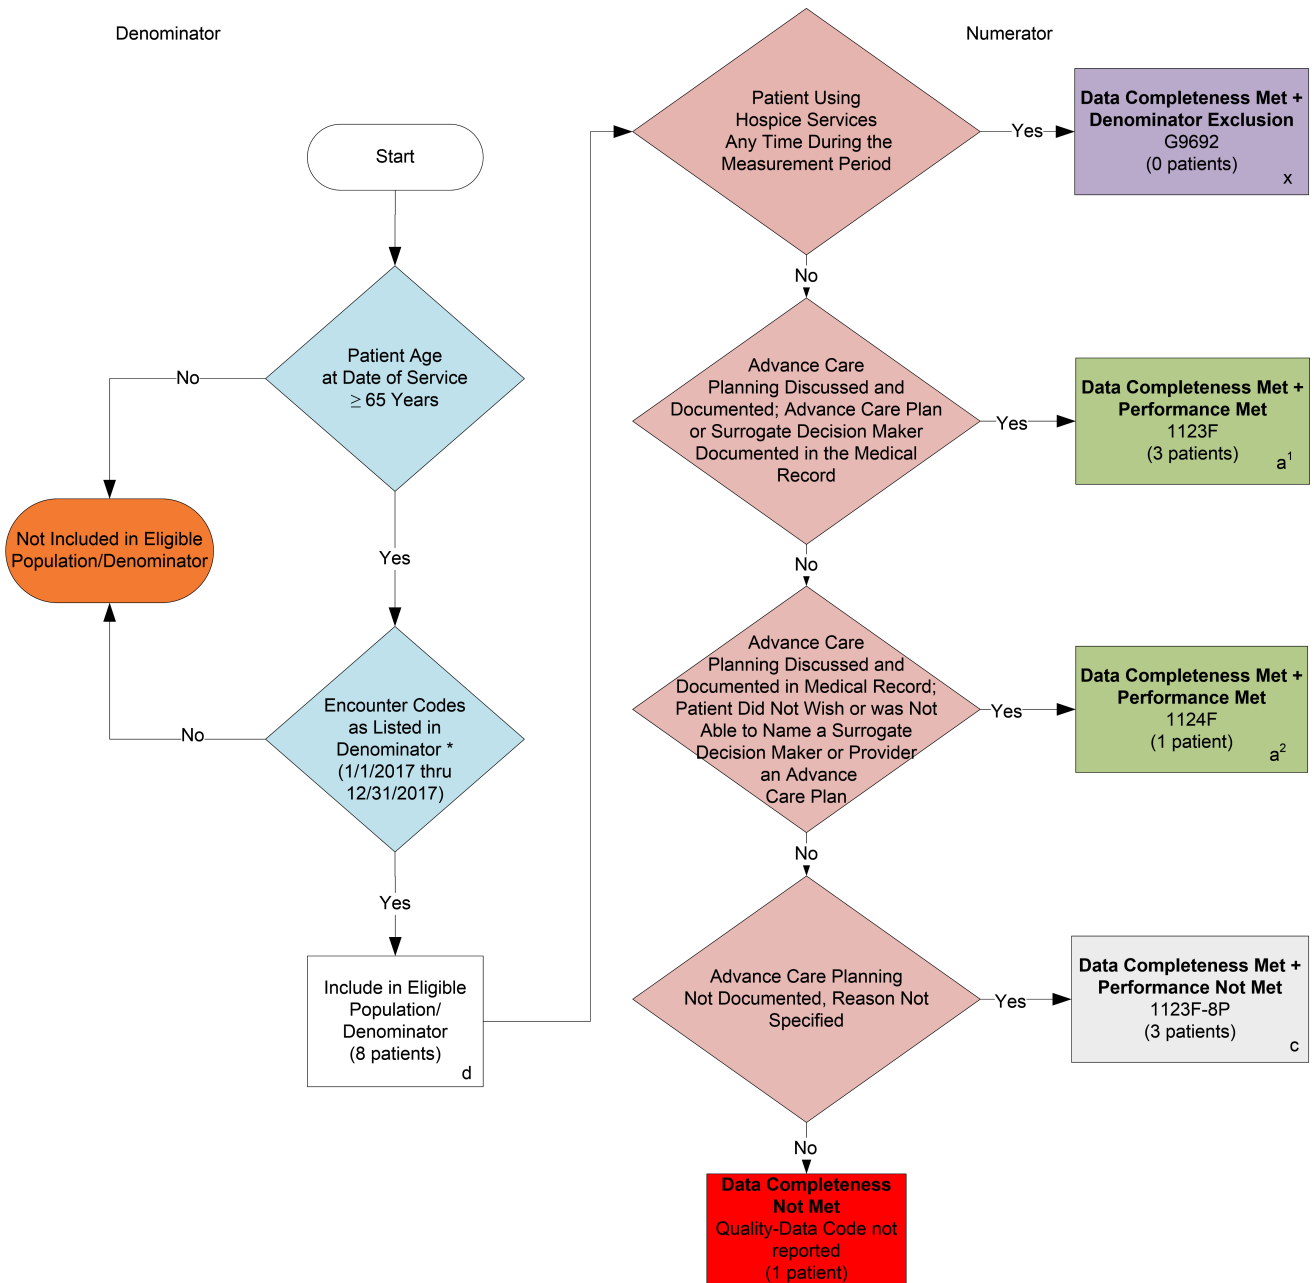 Denominator
Numerator
Start
Patient Age
at Date of Service
≥ 65 Years
No
Yes
Not Included in Eligible
Population/Denominator
Encounter Codes
as Listed in
Denominator *
(1/1/2017 thru
12/31/2017)
No
Yes
Include in Eligible
Population/
Denominator
(8 patients)
d
Patient Using
Hospice Services
Any Time During the
Measurement Period
Yes
Data Completeness Met +
Denominator Exclusion
G9692
(0 patients)
x
No
Advance Care
Planning Discussed and
Documented; Advance Care Plan
or Surrogate Decision Maker
Documented in the Medical
Record
Yes
Data Completeness Met +
Performance Met
1123F
(3 patients)
a¹
No
Advance Care
Planning Discussed and
Documented in Medical Record;
Patient Did Not Wish or was Not
Able to Name a Surrogate
Decision Maker or Provider
an Advance
Care Plan
Yes
Data Completeness Met +
Performance Met
1124F
(1 patient)
a²
No
Advance Care Planning
Not Documented, Reason Not
Specified
Yes
Data Completeness Met +
Performance Not Met
1123F-8P
(3 patients)
c
No
Data Completeness
Not Met
Quality-Data Code not
reported
(1 patient)